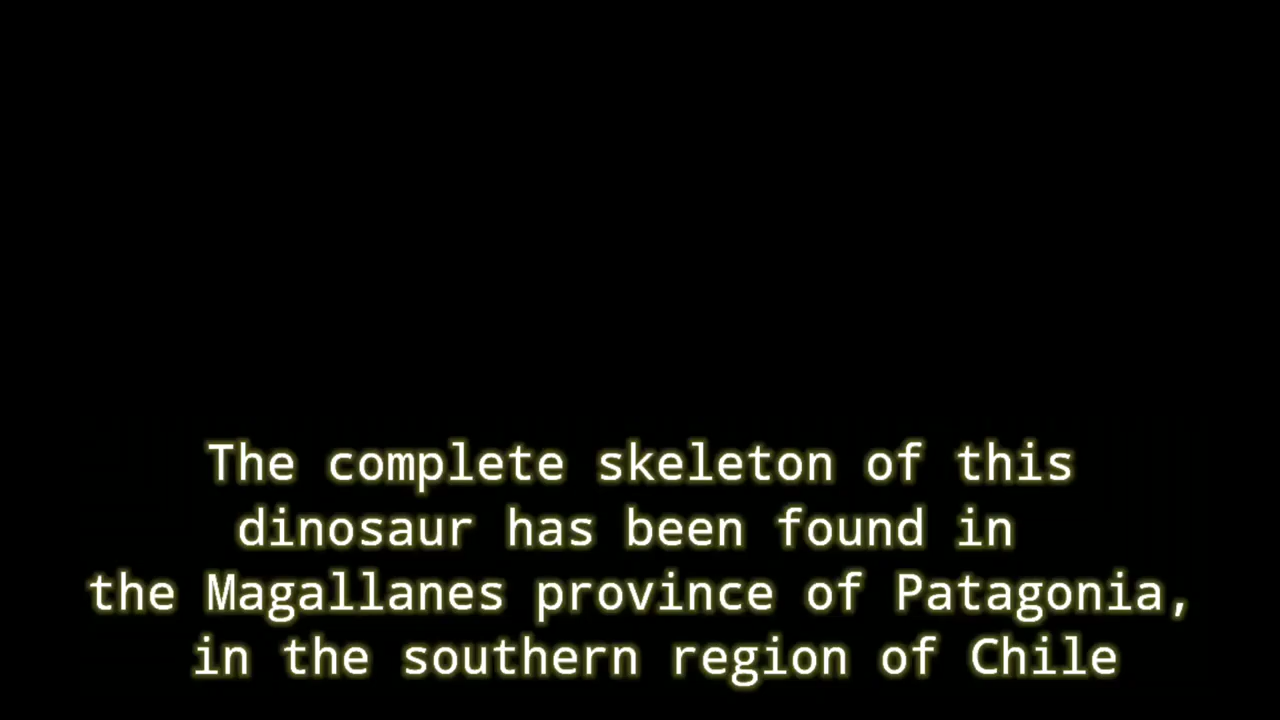 The complete skeleton of this
dinosaur has been found in
the Magallanes province of Patagonia,
in the southern region of Chile